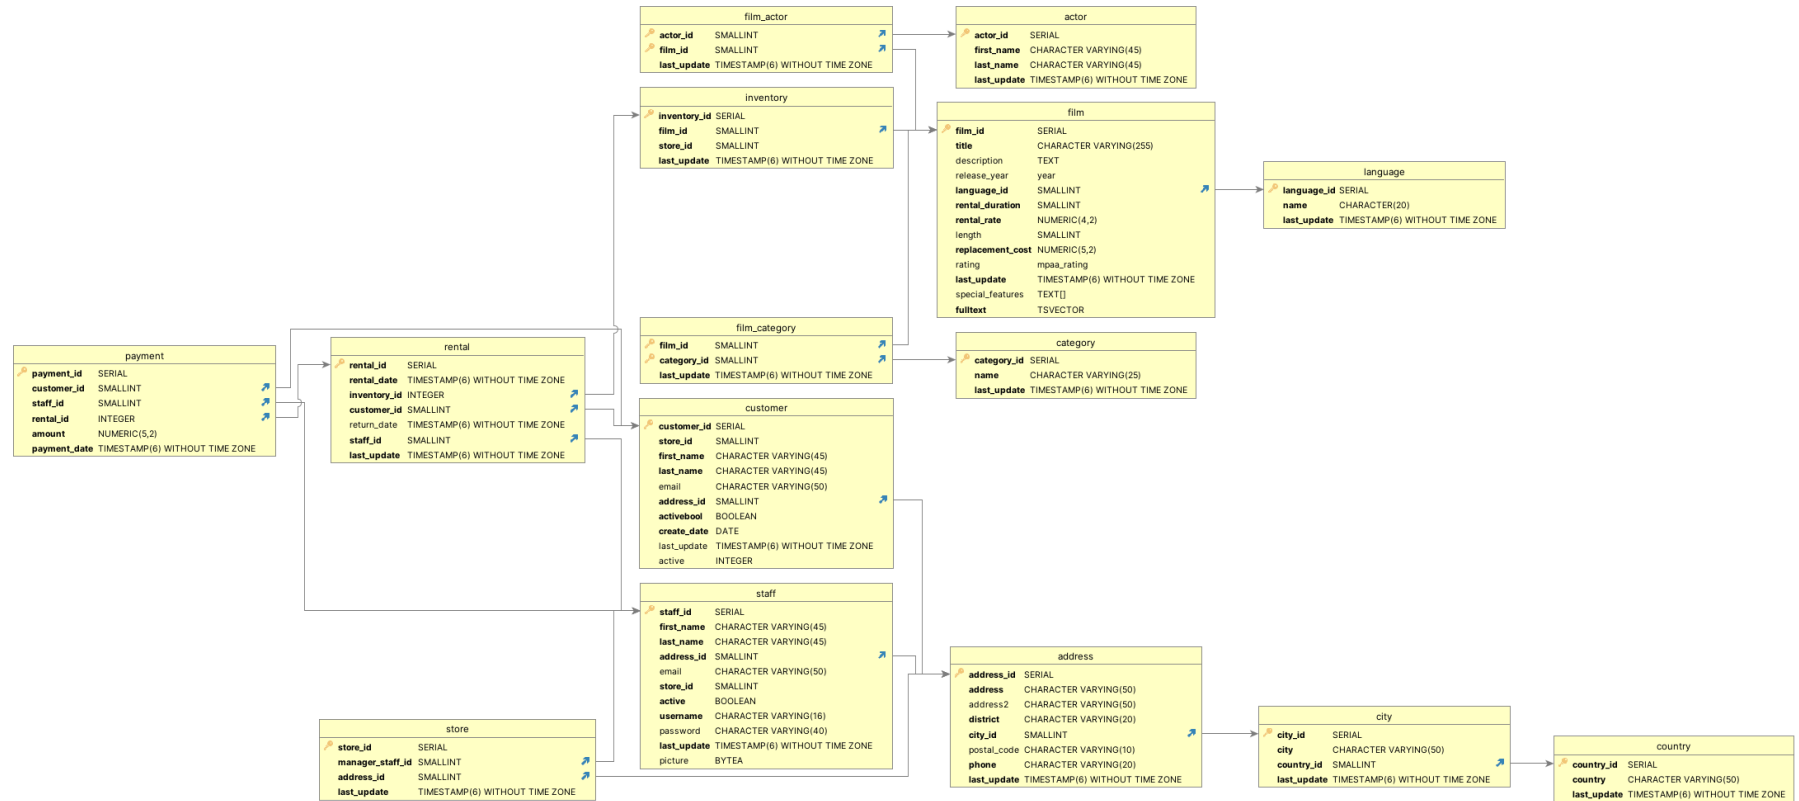 film_actor
actor_id SMALLINT
film_id SMALLINT
last_update TIMESTAMP(6) WITHOUT TIME ZONE
actor
actor_id SERIAL
first_name CHARACTER VARYING(45)
last_name CHARACTER VARYING(45)
last_update TIMESTAMP(6) WITHOUT TIME ZONE
inventory
inventory_id SERIAL
film_id SMALLINT
store_id SMALLINT
last_update TIMESTAMP(6) WITHOUT TIME ZONE
film
film_id SERIAL
title CHARACTER VARYING(255)
description TEXT
release_year year
language_id SMALLINT
rental_duration SMALLINT
rental_rate NUMERIC(4,2)
length SMALLINT
replacement_cost NUMERIC(5,2)
rating mpaa_rating
last_update TIMESTAMP(6) WITHOUT TIME ZONE
special_features TEXT[]
fulltext TSVECTOR
language
language_id SERIAL
name CHARACTER(20)
last_update TIMESTAMP(6) WITHOUT TIME ZONE
payment
payment_id SERIAL
customer_id SMALLINT
staff_id SMALLINT
rental_id INTEGER
amount NUMERIC(5,2)
payment_date TIMESTAMP(6) WITHOUT TIME ZONE
rental
rental_id SERIAL
rental_date TIMESTAMP(6) WITHOUT TIME ZONE
inventory_id INTEGER
customer_id SMALLINT
return_date TIMESTAMP(6) WITHOUT TIME ZONE
staff_id SMALLINT
last_update TIMESTAMP(6) WITHOUT TIME ZONE
film_category
film_id SMALLINT
category_id SMALLINT
last_update TIMESTAMP(6) WITHOUT TIME ZONE
category
category_id SERIAL
name CHARACTER VARYING(25)
last_update TIMESTAMP(6) WITHOUT TIME ZONE
customer
customer_id SERIAL
store_id SMALLINT
first_name CHARACTER VARYING(45)
last_name CHARACTER VARYING(45)
email CHARACTER VARYING(50)
address_id SMALLINT
activebool BOOLEAN
create_date DATE
last_update TIMESTAMP(6) WITHOUT TIME ZONE
active INTEGER
staff
staff_id SERIAL
first_name CHARACTER VARYING(45)
last_name CHARACTER VARYING(45)
address_id SMALLINT
email CHARACTER VARYING(50)
store_id SMALLINT
active BOOLEAN
username CHARACTER VARYING(16)
password CHARACTER VARYING(40)
last_update TIMESTAMP(6) WITHOUT TIME ZONE
picture BYTEA
store
store_id SERIAL
manager_staff_id SMALLINT
address_id SMALLINT
last_update TIMESTAMP(6) WITHOUT TIME ZONE
address
address_id SERIAL
address CHARACTER VARYING(50)
address2 CHARACTER VARYING(50)
district CHARACTER VARYING(20)
city_id SMALLINT
postal_code CHARACTER VARYING(10)
phone CHARACTER VARYING(20)
last_update TIMESTAMP(6) WITHOUT TIME ZONE
city
city_id SERIAL
city CHARACTER VARYING(50)
country_id SMALLINT
last_update TIMESTAMP(6) WITHOUT TIME ZONE
country
country_id SERIAL
country CHARACTER VARYING(50)
last_update TIMESTAMP(6) WITHOUT TIME ZONE